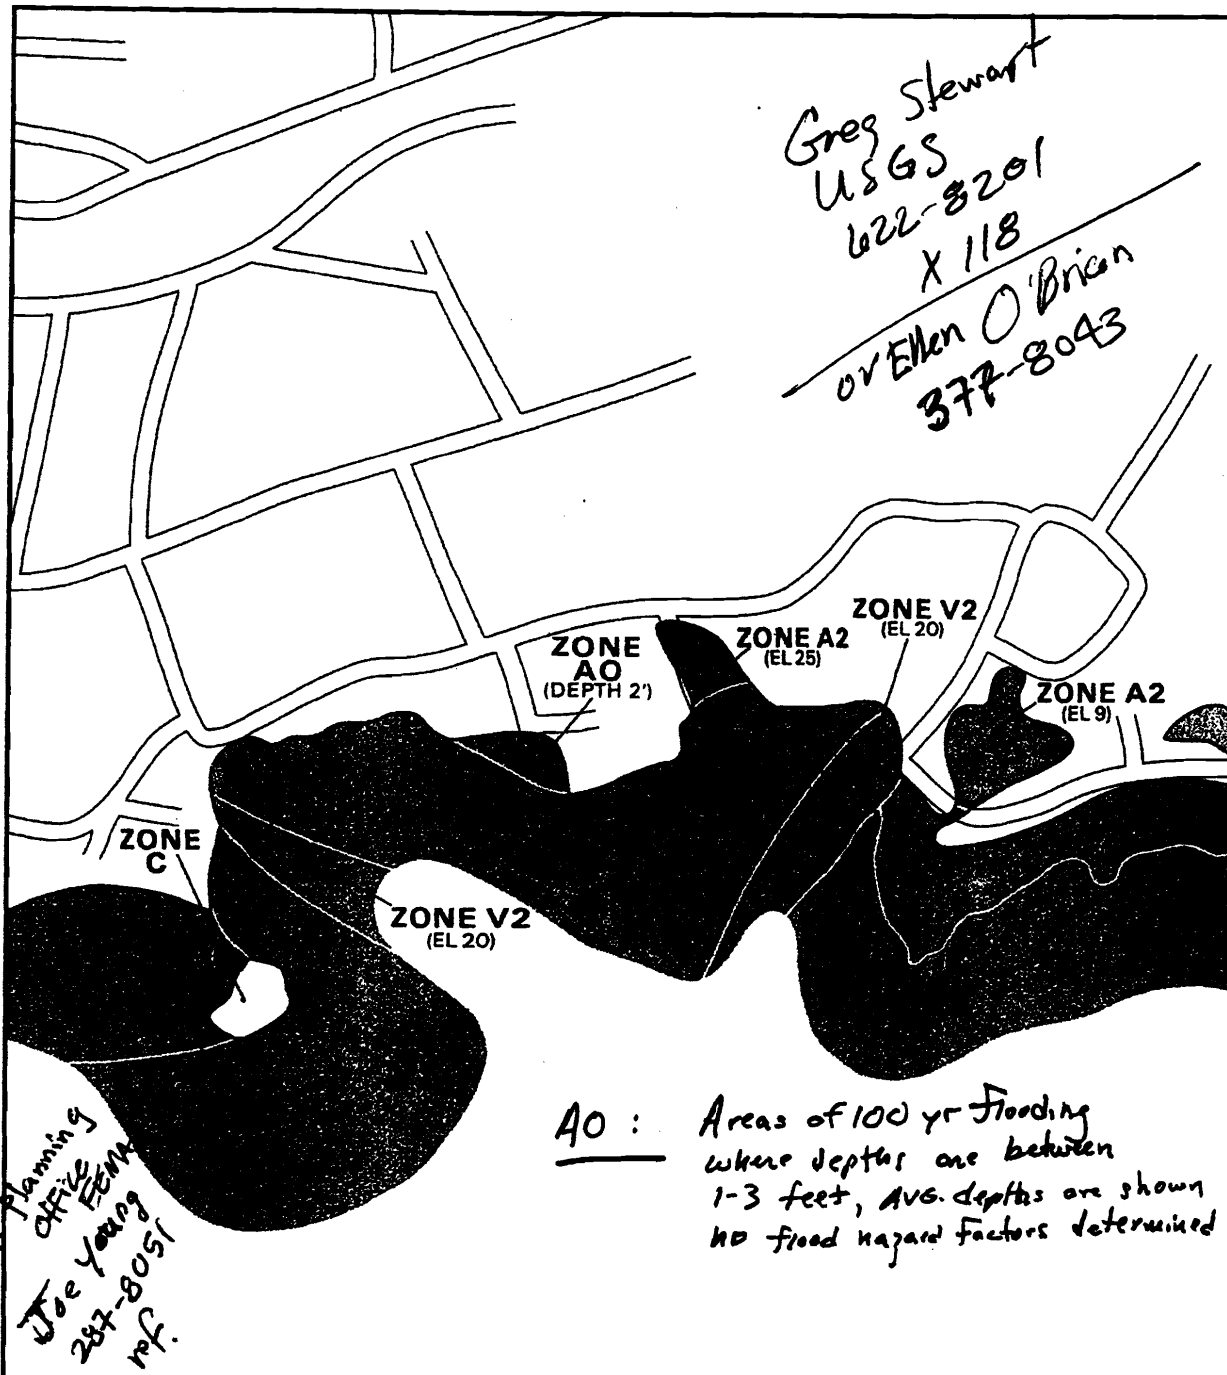 Greg Stewart
USGS
622-8201
X 118
or Ellen O'Brien
377-8043
ZONE V2
(EL 20)
ZONE
AO
(DEPTH 2')
ZONE A2
(EL 25)
ZONE A2
(EL 9)
ZONE
C
ZONE V2
(EL 20)
AO : Areas of 100 yr flooding
where depths are between
1-3 feet, AVG. depths are shown
no flood hazard factors determined
Planning
Office
FEMA
Joe Young
287-8051
ref.